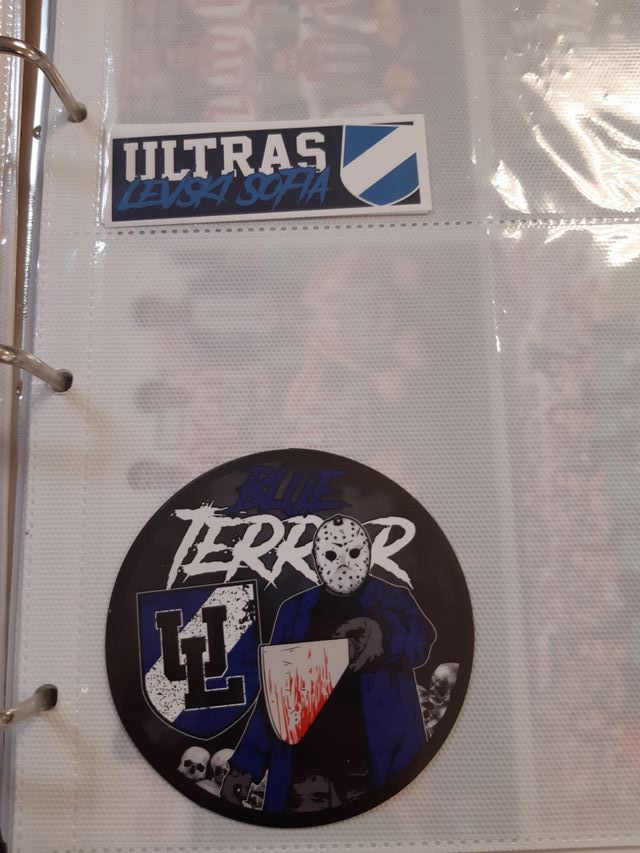 ULTRAS
LEVSKI SOFIA
BLUE
TERROR
UL